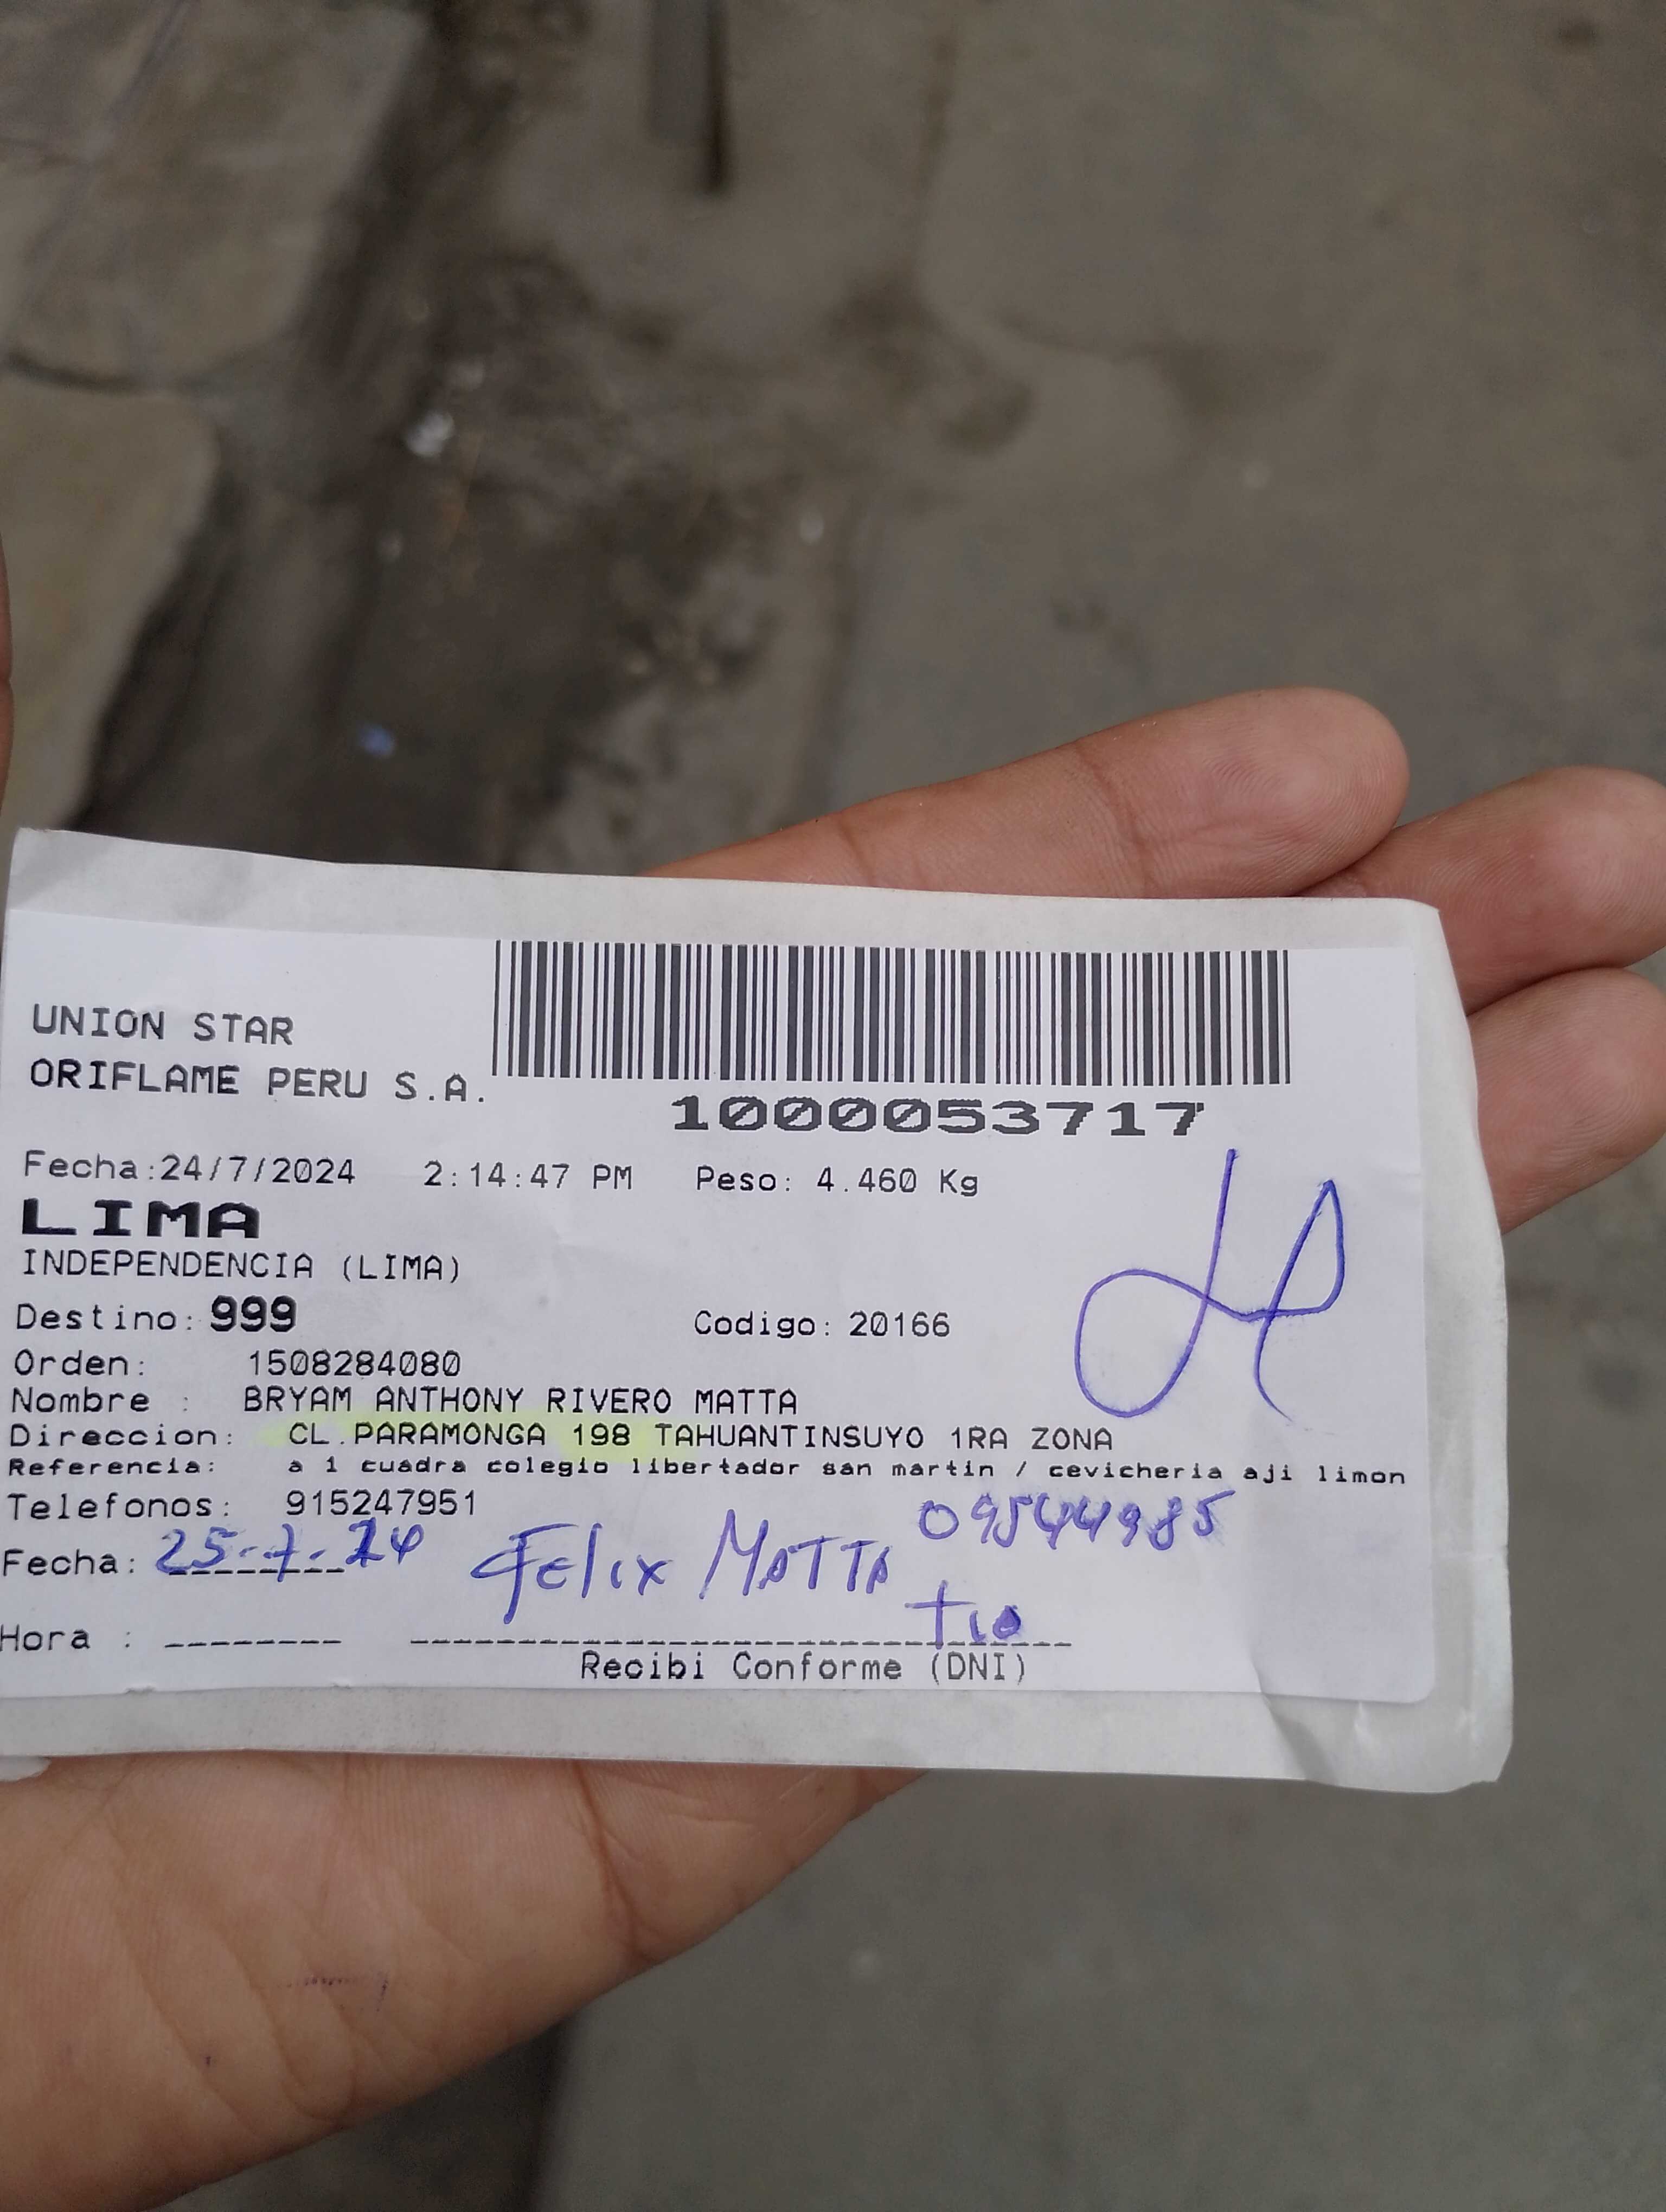 UNION STAR
ORIFLAME PERU S.A.
1000053717
Fecha:24/7/2024 2:14:47 PM Peso: 4.460 Kg
LIMA
INDEPENDENCIA (LIMA)
Destino: 999 Codigo: 20166
Orden: 1508284080
Nombre : BRYAM ANTHONY RIVERO MATTA
Direccion: CL.PARAMONGA 198 TAHUANTINSUYO 1RA ZONA
Referencia: a 1 cuadra colegio libertador san martin / cevicheria aji limon
Telefonos: 915247951
09544985
Fecha: 25-7-24 Felix MATTA
tio
Hora :
Recibi Conforme (DNI)